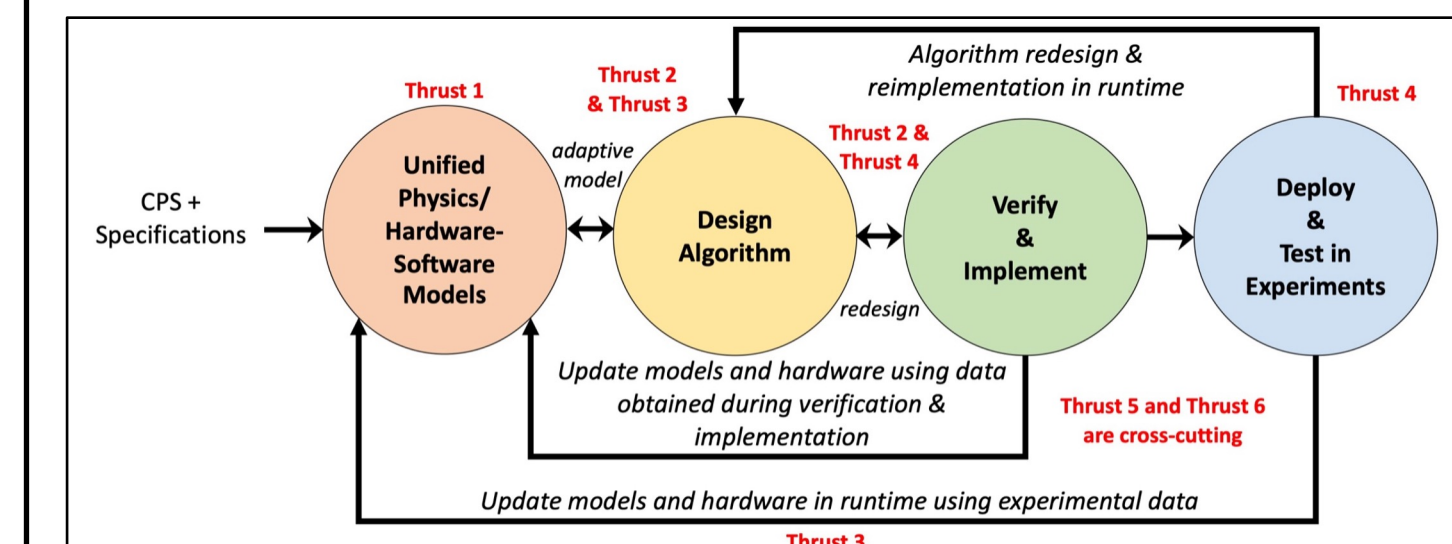 Algorithm redesign &
reimplementation in runtime
Thrust 1
Thrust 2
& Thrust 3
Thrust 2 &
Thrust 4
Thrust 4
CPS +
Specifications
Unified
Physics/
Hardware-
Software
Models
adaptive
model
Design
Algorithm
redesign
Verify
&
Implement
Deploy
&
Test in
Experiments
Update models and hardware using data
obtained during verification &
implementation
Thrust 5 and Thrust 6
are cross-cutting
Update models and hardware in runtime using experimental data
Thrust 3